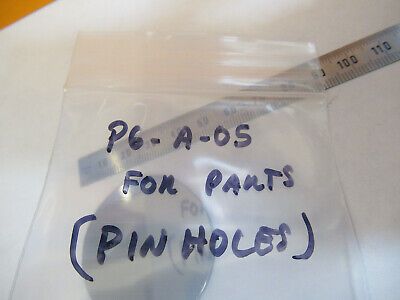 P6-A-05
FOR PARTS
(PIN HOLES)
100 110